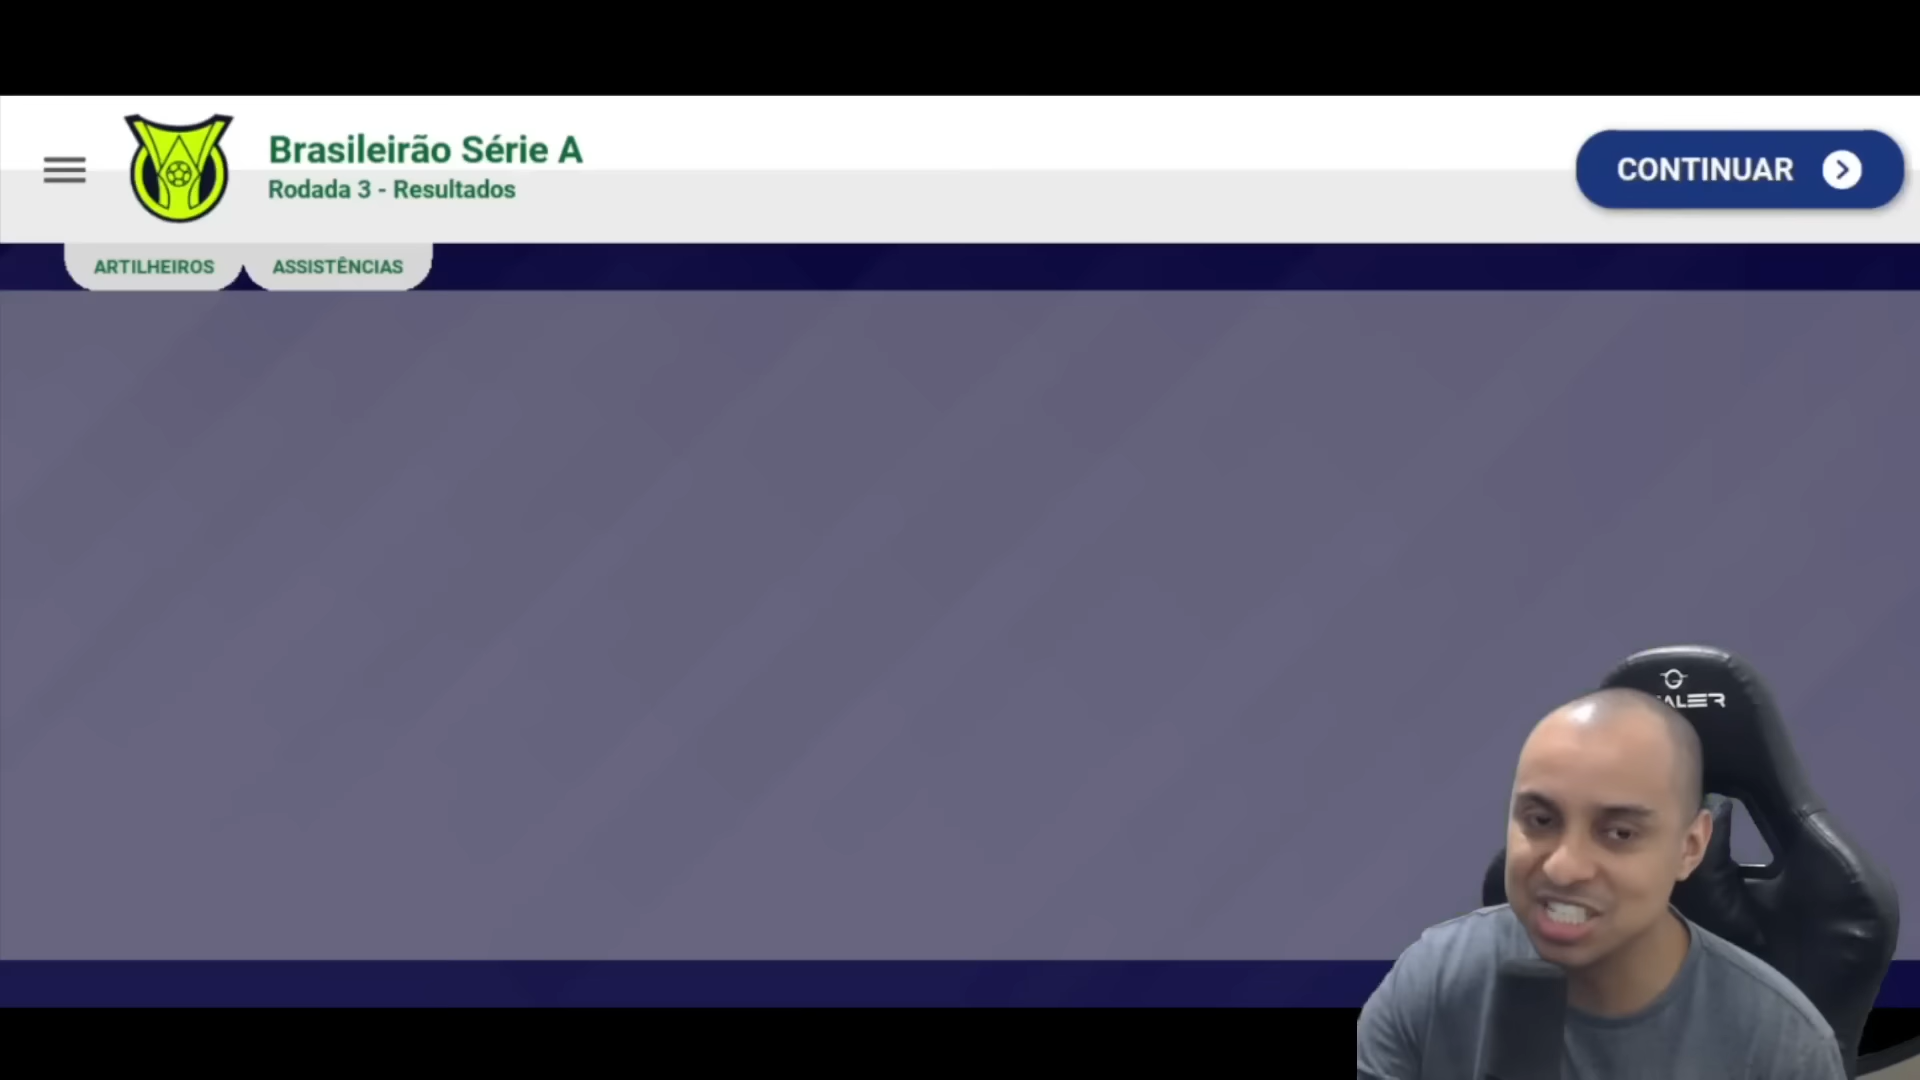 Brasileirão Série A
Rodada 3 - Resultados
CONTINUAR
ARTILHEIROS
ASSISTÊNCIAS